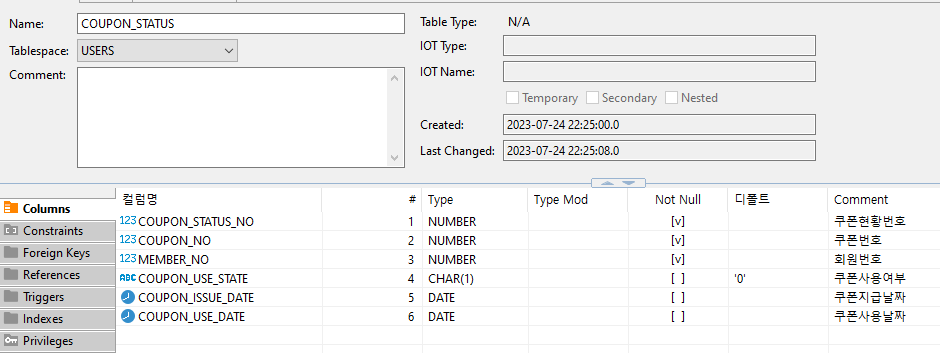 Name: COUPON_STATUS Table Type: N/A
Tablespace: USERS IOT Type:
Comment: IOT Name:
Temporary Secondary Nested
Created: 2023-07-24 22:25:00.0
Last Changed: 2023-07-24 22:25:08.0
Columns
Constraints
Foreign Keys
References
Triggers
Indexes
Privileges
컬럼명 # Type Type Mod Not Null 디폴트 Comment
123 COUPON_STATUS_NO 1 NUMBER [v] 쿠폰현황번호
123 COUPON_NO 2 NUMBER [v] 쿠폰번호
123 MEMBER_NO 3 NUMBER [v] 회원번호
ABC COUPON_USE_STATE 4 CHAR(1) [ ] '0' 쿠폰사용여부
COUPON_ISSUE_DATE 5 DATE [ ] 쿠폰지급날짜
COUPON_USE_DATE 6 DATE [ ] 쿠폰사용날짜